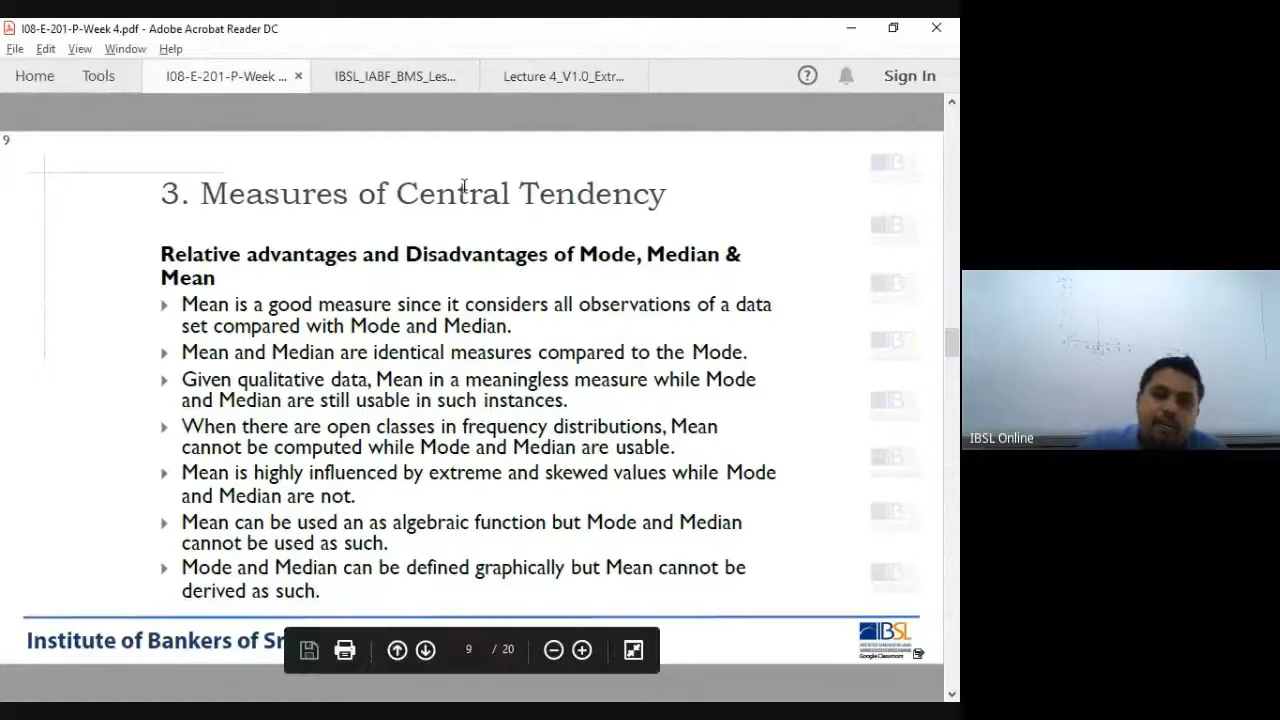 I08-E-201-P-Week 4.pdf - Adobe Acrobat Reader DC
File Edit View Window Help
Home Tools I08-E-201-P-Week ... × IBSL_IABF_BMS_Les... Lecture 4_V1.0_Extr... Sign In
9
3. Measures of Central Tendency
Relative advantages and Disadvantages of Mode, Median &
Mean
Mean is a good measure since it considers all observations of a data
set compared with Mode and Median.
Mean and Median are identical measures compared to the Mode.
Given qualitative data, Mean in a meaningless measure while Mode
and Median are still usable in such instances.
When there are open classes in frequency distributions, Mean
cannot be computed while Mode and Median are usable.
Mean is highly influenced by extreme and skewed values while Mode
and Median are not.
Mean can be used an as algebraic function but Mode and Median
cannot be used as such.
Mode and Median can be defined graphically but Mean cannot be
derived as such.
Institute of Bankers of Sr
9 / 20
IBSL
Google Classroom
IBSL Online